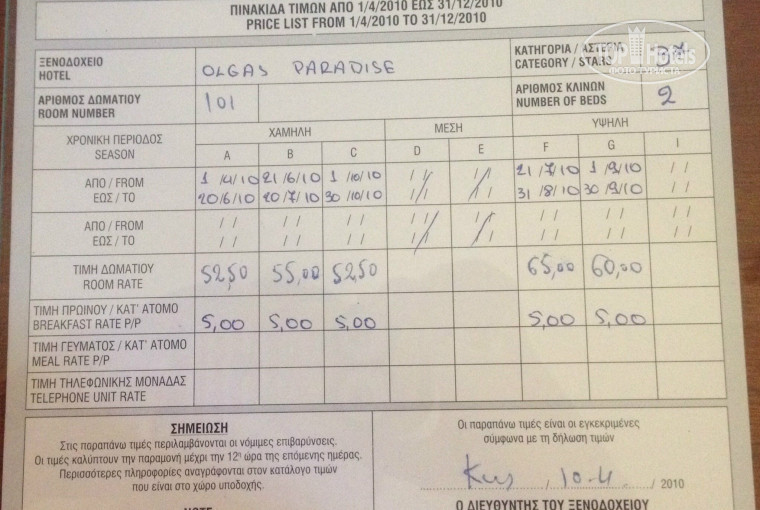 ΠΙΝΑΚΙΔΑ ΤΙΜΩΝ ΑΠΟ 1/4/2010 ΕΩΣ 31/12/2010
PRICE LIST FROM 1/4/2010 TO 31/12/2010
ΞΕΝΟΔΟΧΕΙΟ
HOTEL
OLGAS PARADISE
ΚΑΤΗΓΟΡΙΑ / ΑΣΤΕΡΙΑ
CATEGORY / STARS
TOP Hotels
ΑΡΙΘΜΟΣ ΔΩΜΑΤΙΟΥ
ROOM NUMBER
101
ΑΡΙΘΜΟΣ ΚΛΙΝΩΝ
NUMBER OF BEDS
2
ΧΡΟΝΙΚΗ ΠΕΡΙΟΔΟΣ
SEASON
ΧΑΜΗΛΗ ΜΕΣΗ ΥΨΗΛΗ
A B C D E F G I
ΑΠΟ / FROM 1/4/10 21/6/10 1/10/10 / / / / 21/7/10 1/9/10 / /
ΕΩΣ / TO 20/6/10 20/7/10 30/10/10 / / / / 31/8/10 30/9/10 / /
ΑΠΟ / FROM / / / / / / / / / / / / / / / /
ΕΩΣ / TO / / / / / / / / / / / / / / / /
ΤΙΜΗ ΔΩΜΑΤΙΟΥ
ROOM RATE
52,50 55,00 52,50 65,00 60,00
ΤΙΜΗ ΠΡΩΙΝΟΥ / ΚΑΤ' ΑΤΟΜΟ
BREAKFAST RATE P/P
5,00 5,00 5,00 5,00 5,00
ΤΙΜΗ ΓΕΥΜΑΤΟΣ / ΚΑΤ' ΑΤΟΜΟ
MEAL RATE P/P
ΤΙΜΗ ΤΗΛΕΦΩΝΙΚΗΣ ΜΟΝΑΔΑΣ
TELEPHONE UNIT RATE
ΣΗΜΕΙΩΣΗ
Στις παραπάνω τιμές περιλαμβάνονται οι νόμιμες επιβαρύνσεις.
Οι τιμές καλύπτουν την παραμονή μέχρι την 12η ώρα της επόμενης ημέρας.
Περισσότερες πληροφορίες αναγράφονται στον κατάλογο τιμών
που είναι στο χώρο υποδοχής.
Οι παραπάνω τιμές είναι οι εγκεκριμένες
σύμφωνα με τη δήλωση τιμών
Κως, 10-4 / 2010
Ο ΔΙΕΥΘΥΝΤΗΣ ΤΟΥ ΞΕΝΟΔΟΧΕΙΟΥ